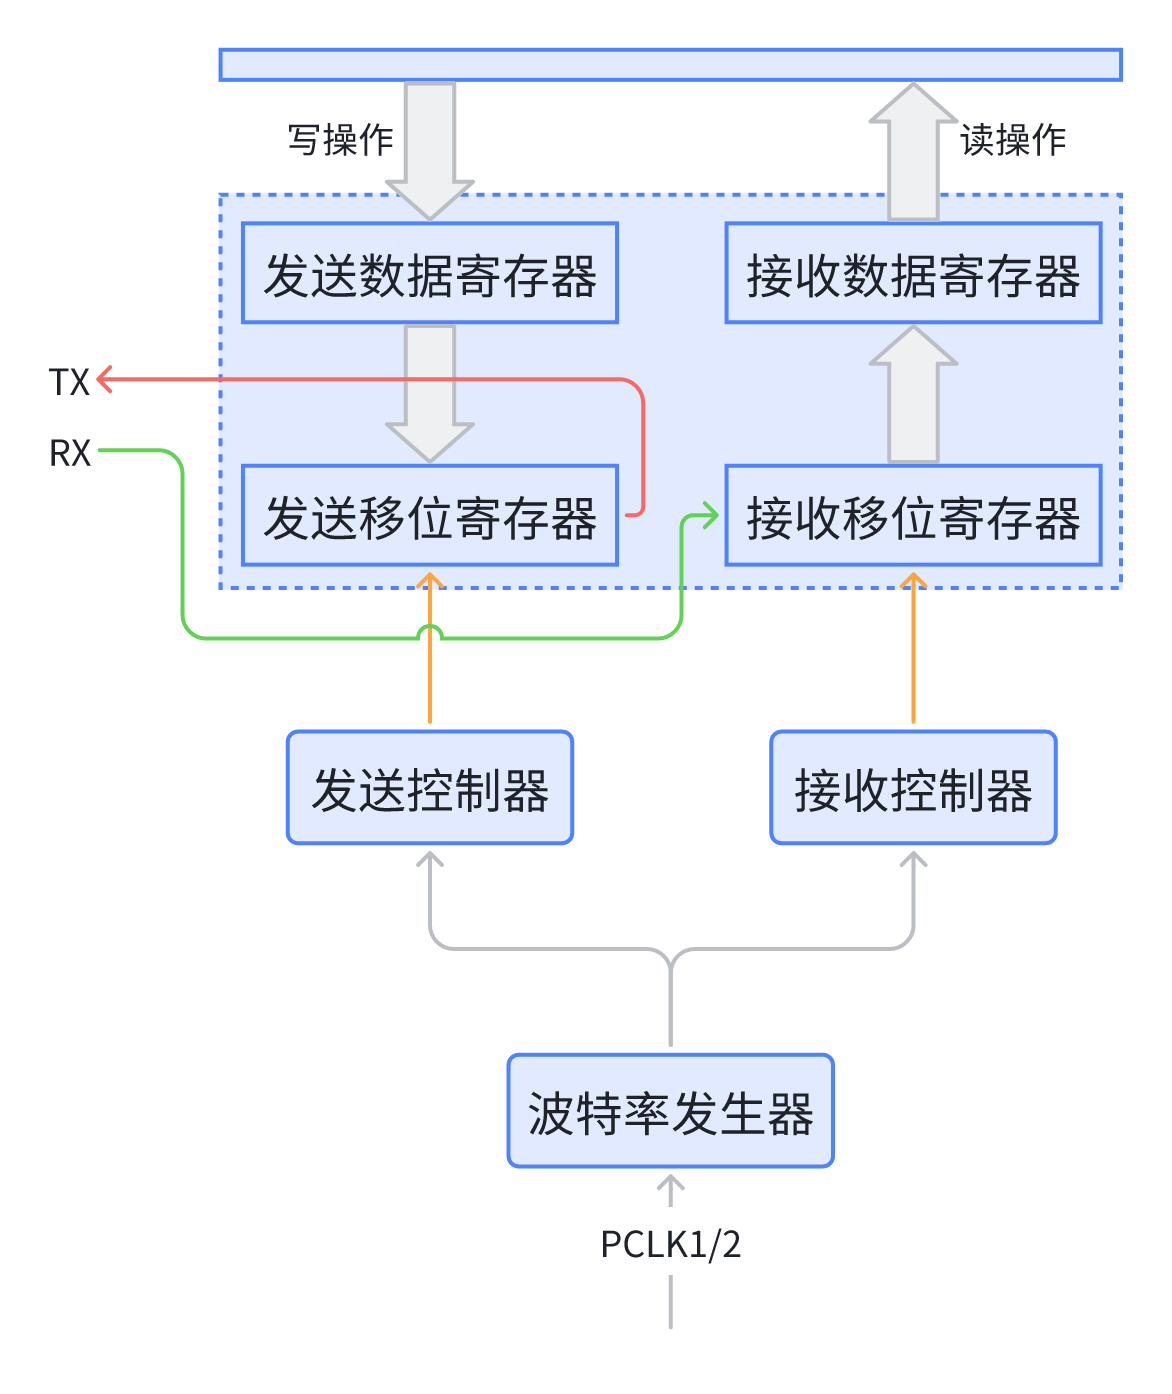 写操作
读操作
发送数据寄存器
接收数据寄存器
TX
RX
发送移位寄存器
接收移位寄存器
发送控制器
接收控制器
波特率发生器
PCLK1/2